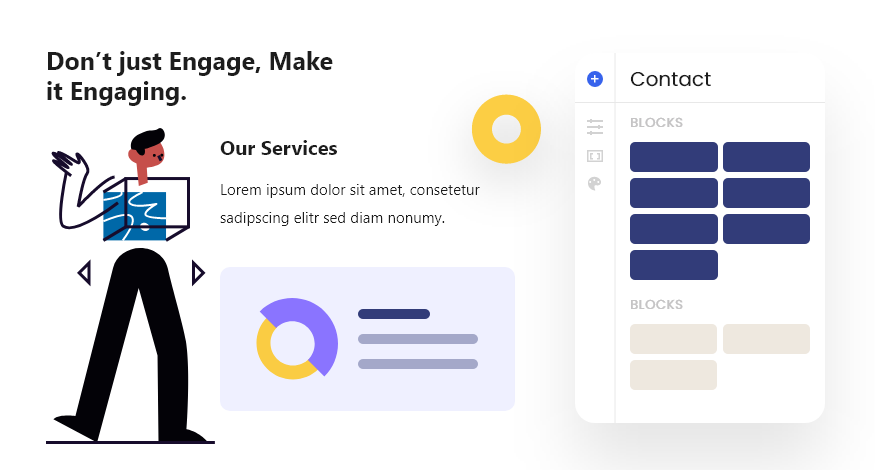 Don’t just Engage, Make
it Engaging.
Our Services
Lorem ipsum dolor sit amet, consetetur
sadipscing elitr sed diam nonumy.
Contact
BLOCKS
BLOCKS